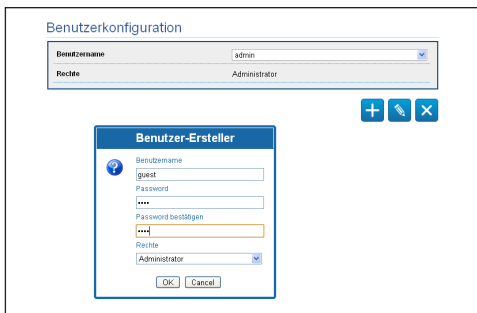 Benutzerkonfiguration
Benutzername admin
Rechte Administrator
Benutzer-Ersteller
Benutzername
guest
Password
••••
Password bestätigen
••••
Rechte
Administrator
OK Cancel